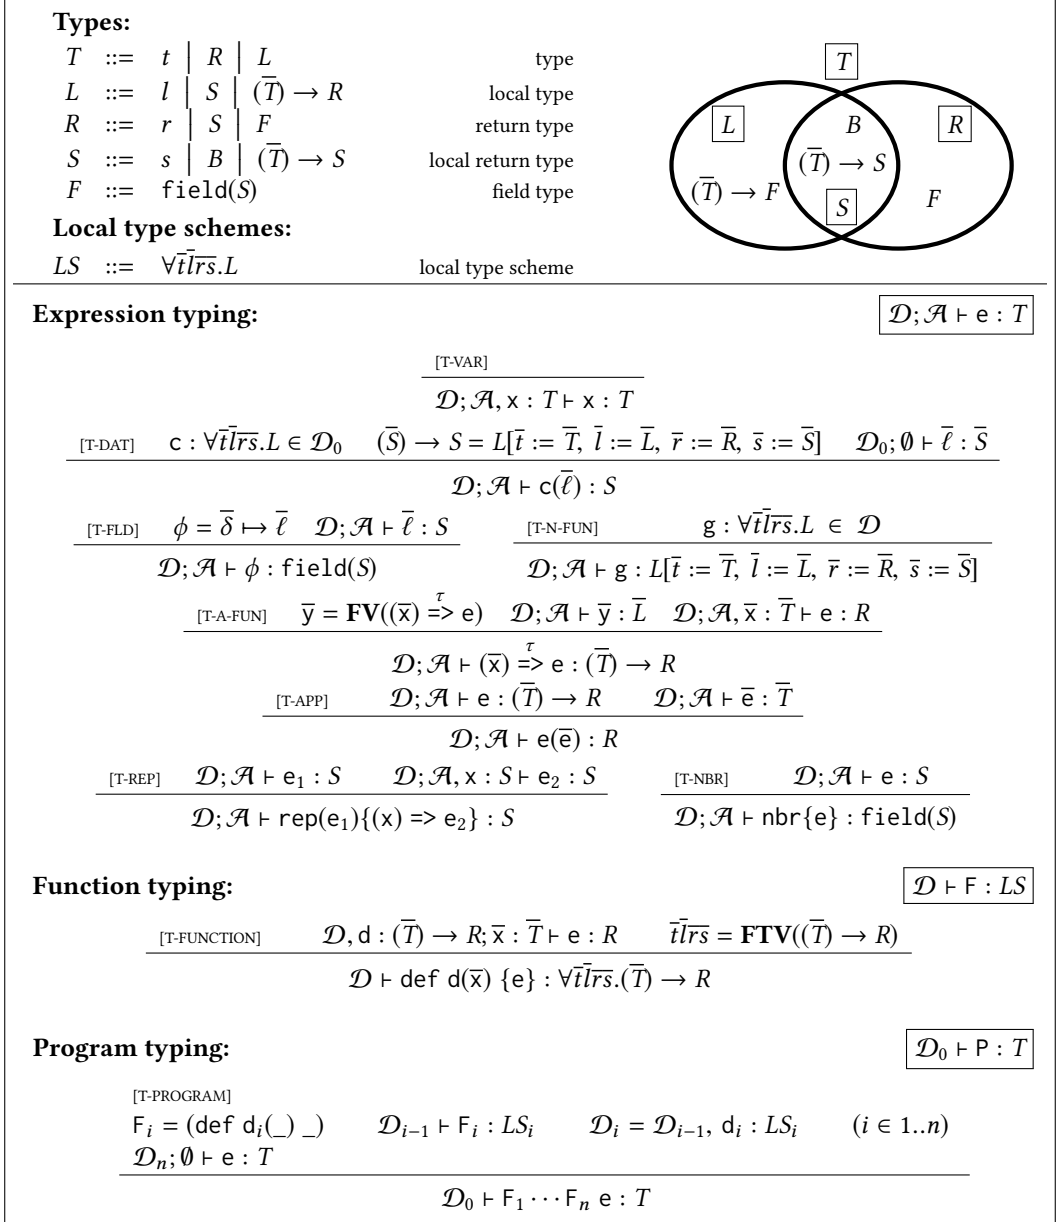 Types:
T ::= t | R | L type
L ::= l | S | (T̅) → R local type
R ::= r | S | F return type
S ::= s | B | (T̅) → S local return type
F ::= field(S) field type
Local type schemes:
LS ::= ∀t̅l̅r̅s̅.L local type scheme
T
L B R
(T̅) → S
(T̅) → F S F
Expression typing: 𝒟; 𝒜 ⊢ e : T
[T-VAR]
𝒟; 𝒜, x : T ⊢ x : T
[T-DAT] c : ∀t̅l̅r̅s̅.L ∈ 𝒟₀ (S̅) → S = L[t̅ := T̅, l̅ := L̅, r̅ := R̅, s̅ := S̅] 𝒟₀; ∅ ⊢ ℓ̅ : S̅
𝒟; 𝒜 ⊢ c(ℓ̅) : S
[T-FLD] ϕ = δ̅ ↦ ℓ̅ 𝒟; 𝒜 ⊢ ℓ̅ : S [T-N-FUN] g : ∀t̅l̅r̅s̅.L ∈ 𝒟
𝒟; 𝒜 ⊢ ϕ : field(S) 𝒟; 𝒜 ⊢ g : L[t̅ := T̅, l̅ := L̅, r̅ := R̅, s̅ := S̅]
[T-A-FUN] y̅ = FV((x̅) =>^τ e) 𝒟; 𝒜 ⊢ y̅ : L̅ 𝒟; 𝒜, x̅ : T̅ ⊢ e : R
𝒟; 𝒜 ⊢ (x̅) =>^τ e : (T̅) → R
[T-APP] 𝒟; 𝒜 ⊢ e : (T̅) → R 𝒟; 𝒜 ⊢ e̅ : T̅
𝒟; 𝒜 ⊢ e(e̅) : R
[T-REP] 𝒟; 𝒜 ⊢ e₁ : S 𝒟; 𝒜, x : S ⊢ e₂ : S [T-NBR] 𝒟; 𝒜 ⊢ e : S
𝒟; 𝒜 ⊢ rep(e₁){(x) => e₂} : S 𝒟; 𝒜 ⊢ nbr{e} : field(S)
Function typing: 𝒟 ⊢ F : LS
[T-FUNCTION] 𝒟, d : (T̅) → R; x̅ : T̅ ⊢ e : R t̅l̅r̅s̅ = FTV((T̅) → R)
𝒟 ⊢ def d(x̅) {e} : ∀t̅l̅r̅s̅.(T̅) → R
Program typing: 𝒟₀ ⊢ P : T
[T-PROGRAM]
Fᵢ = (def dᵢ(_) _) 𝒟ᵢ₋₁ ⊢ Fᵢ : LSᵢ 𝒟ᵢ = 𝒟ᵢ₋₁, dᵢ : LSᵢ (i ∈ 1..n)
𝒟ₙ; ∅ ⊢ e : T
𝒟₀ ⊢ F₁ ⋯ Fₙ e : T